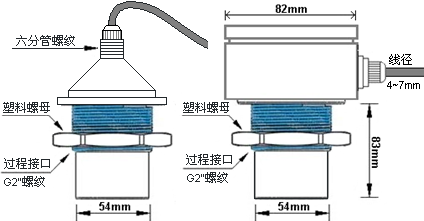 六分管螺纹
塑料螺母
过程接口
G2"螺纹
54mm
82mm
线径
4~7mm
塑料螺母
过程接口
G2"螺纹
83mm
54mm